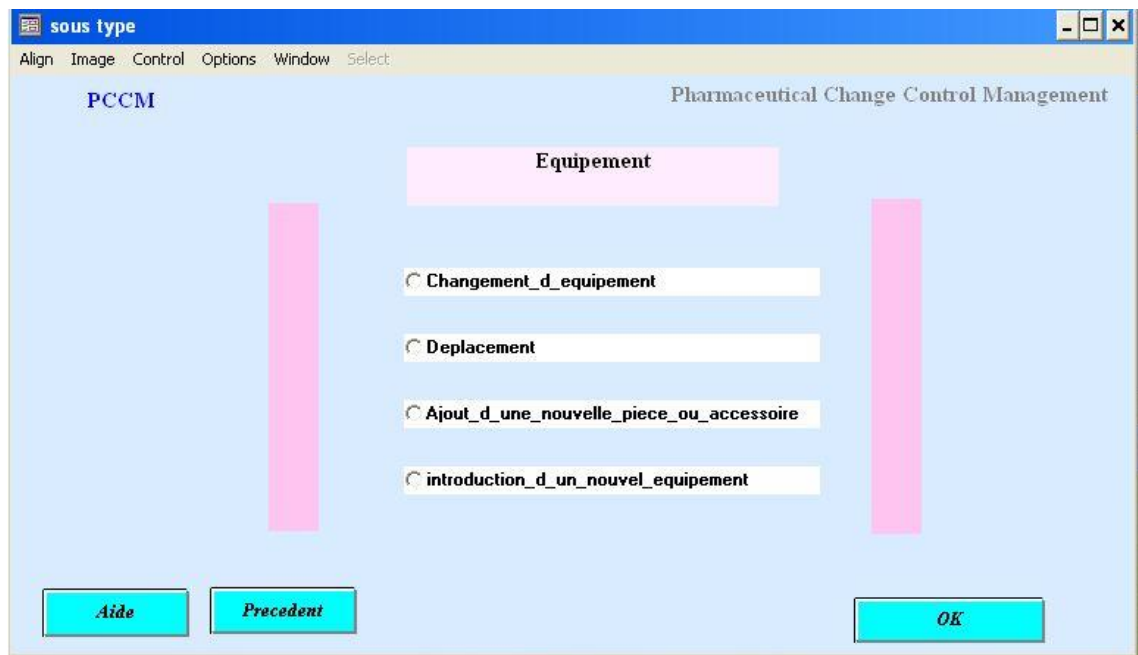 sous type
Align Image Control Options Window Select
PCCM
Pharmaceutical Change Control Management
Equipement
Changement_d_equipement
Deplacement
Ajout_d_une_nouvelle_piece_ou_accessoire
introduction_d_un_nouvel_equipement
Aide
Precedent
OK